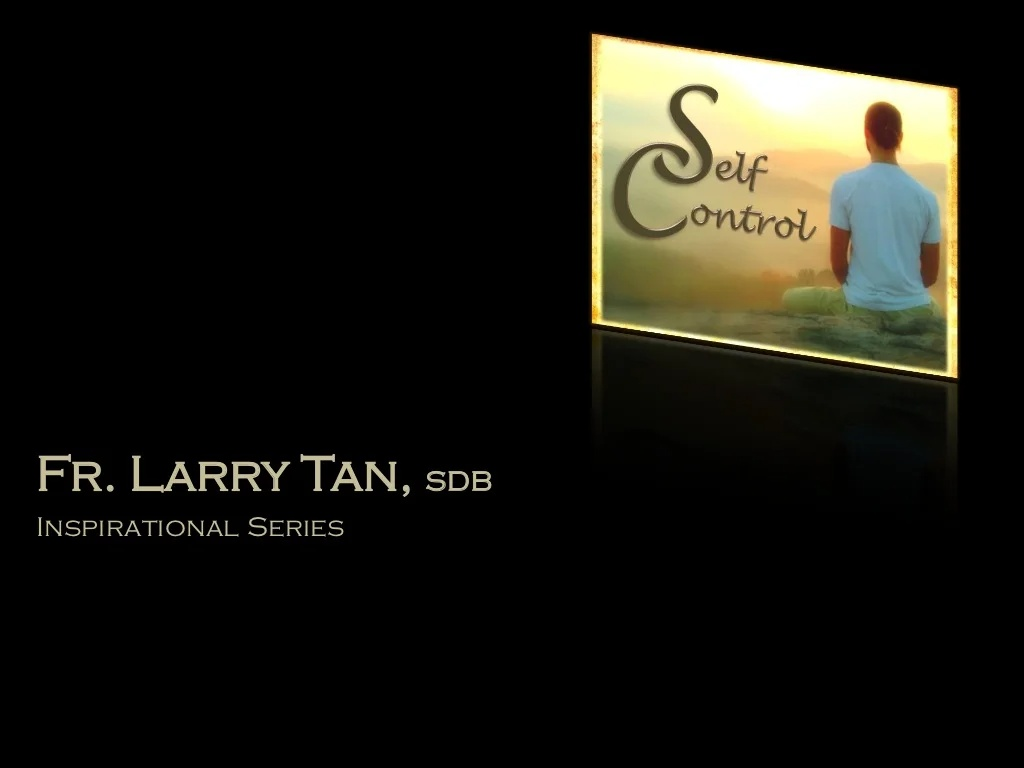 Self
Control
Fr. Larry Tan, SDB
Inspirational Series